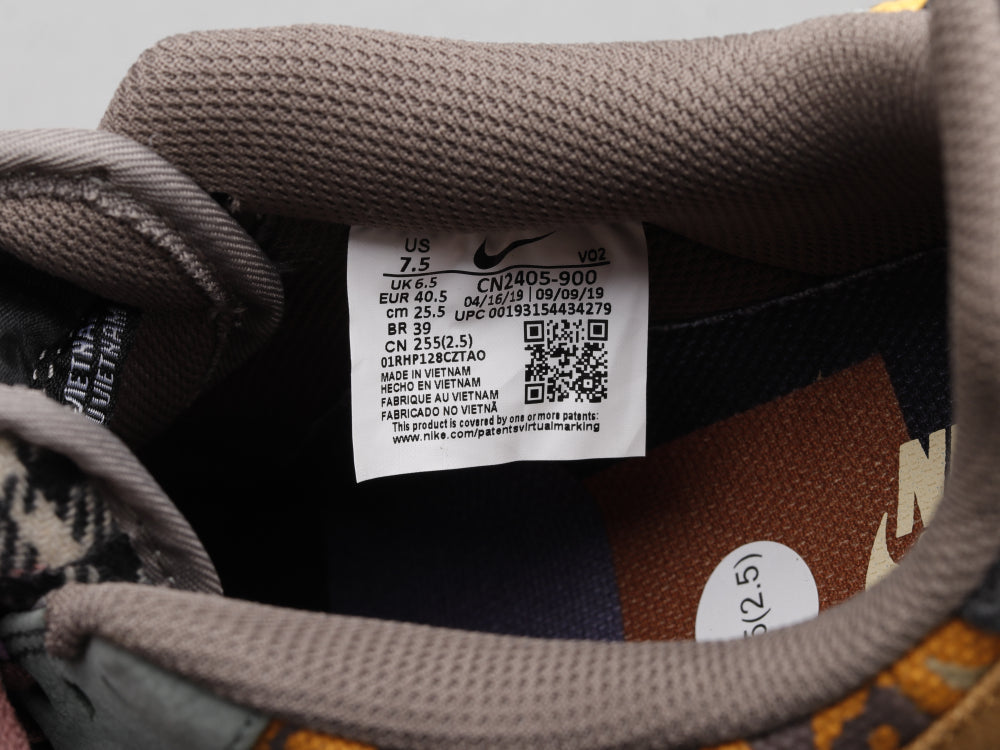 US
7.5
V02
UK 6.5
CN2405-900
EUR 40.5
04/16/19 | 09/09/19
cm 25.5
UPC 00193154434279
BR 39
CN 255(2.5)
01RHP128CZTAO
MADE IN VIETNAM
HECHO EN VIETNAM
FABRIQUE AU VIETNAM
FABRICADO NO VIETNÃ
This product is covered by one or more patents:
www.nike.com/patentsvirtualmarking
(2.5)